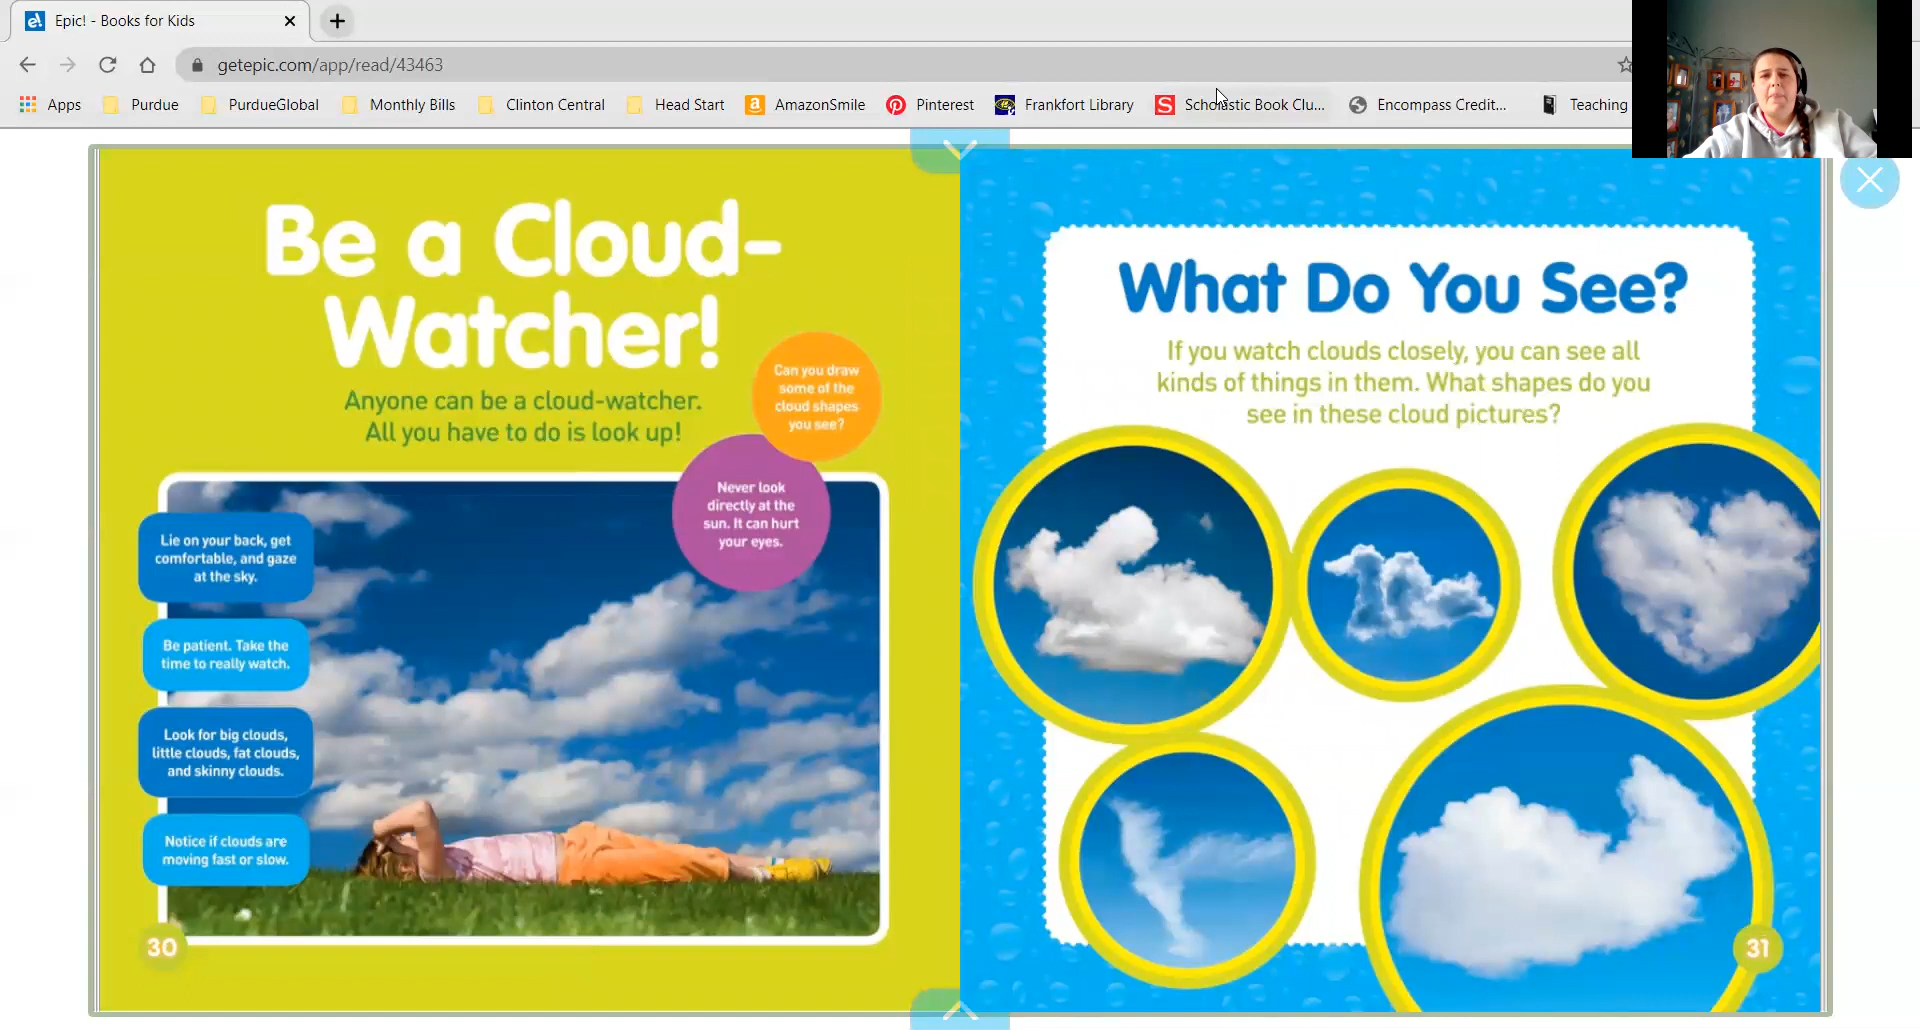 Epic! - Books for Kids
getepic.com/app/read/43463
Apps Purdue PurdueGlobal Monthly Bills Clinton Central Head Start AmazonSmile Pinterest Frankfort Library Scholastic Book Clu... Encompass Credit... Teaching
Be a Cloud-
Watcher!
Anyone can be a cloud-watcher.
All you have to do is look up!
Can you draw
some of the
cloud shapes
you see?
Never look
directly at the
sun. It can hurt
your eyes.
Lie on your back, get
comfortable, and gaze
at the sky.
Be patient. Take the
time to really watch.
Look for big clouds,
little clouds, fat clouds,
and skinny clouds.
Notice if clouds are
moving fast or slow.
30
What Do You See?
If you watch clouds closely, you can see all
kinds of things in them. What shapes do you
see in these cloud pictures?
31